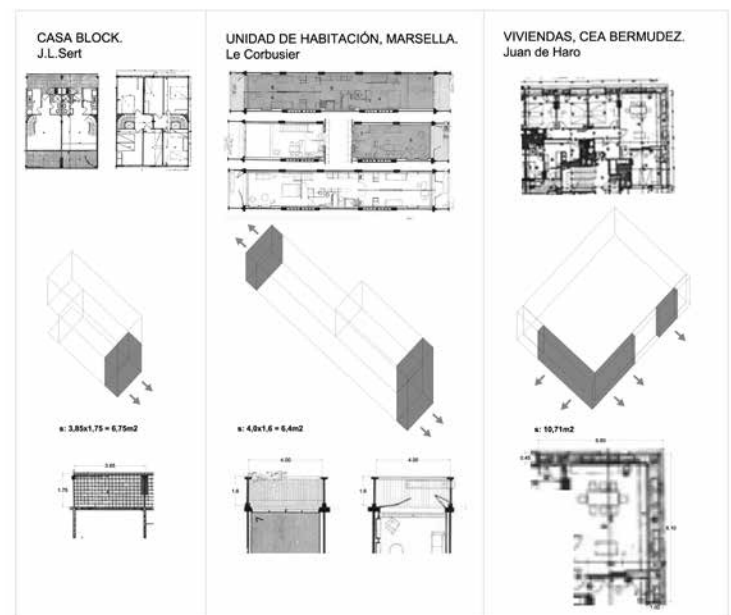 CASA BLOCK.
J.L.Sert
s: 3,85x1,75 = 6,75m2
3.85
1.75
UNIDAD DE HABITACIÓN, MARSELLA.
Le Corbusier
s: 4,0x1,6 = 6,4m2
4.00
1.6
4.00
1.6
VIVIENDAS, CEA BERMUDEZ.
Juan de Haro
s: 10,71m2
0.45